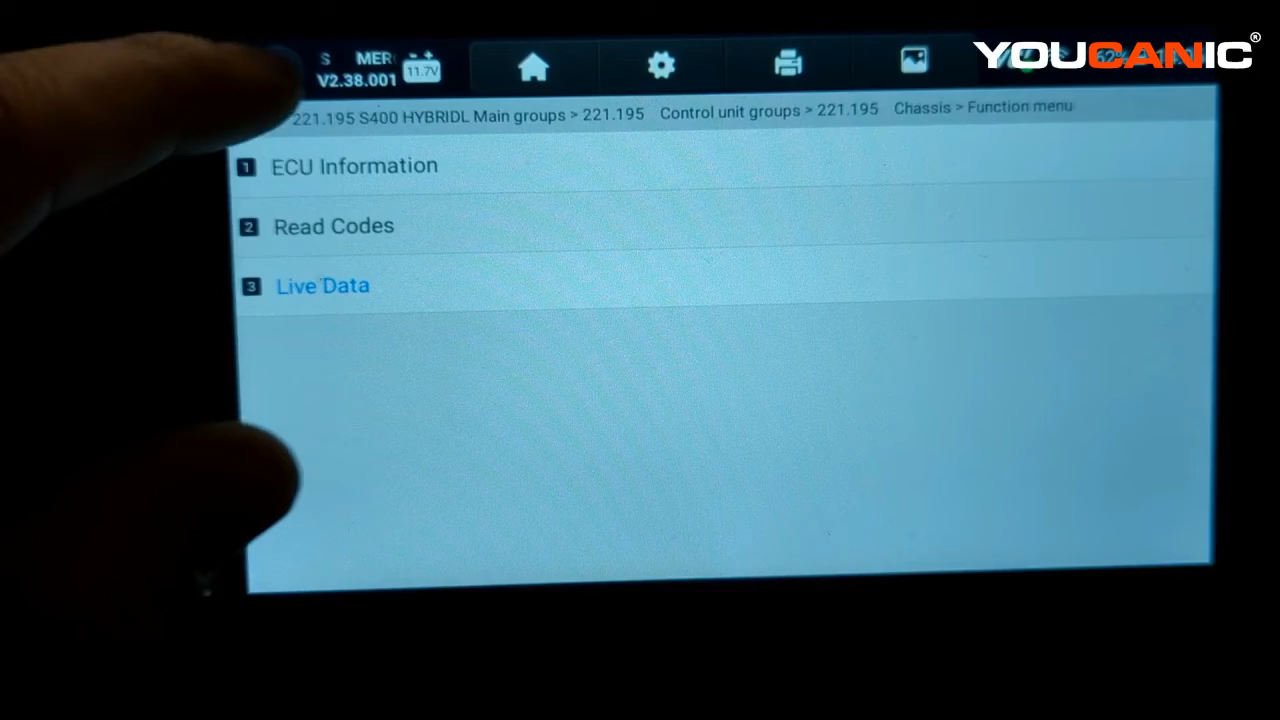 S MER
V2.38.001
11.7V
YOUCANIC®
221.195 S400 HYBRIDL Main groups > 221.195 Control unit groups > 221.195 Chassis > Function menu
1 ECU Information
2 Read Codes
3 Live Data